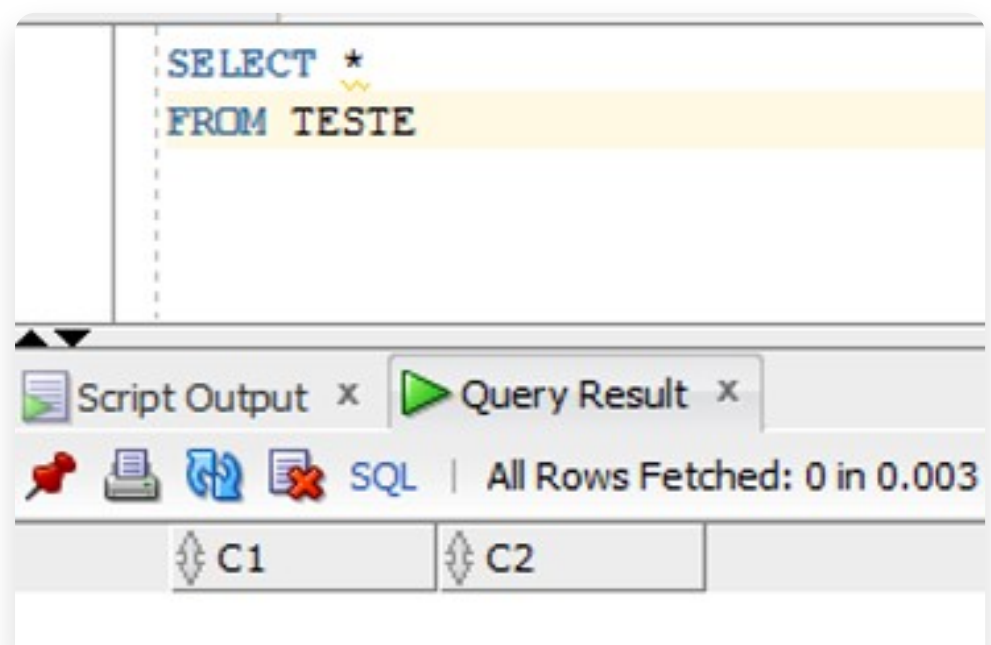 SELECT *
FROM TESTE
Script Output x Query Result x
SQL | All Rows Fetched: 0 in 0.003
C1 C2